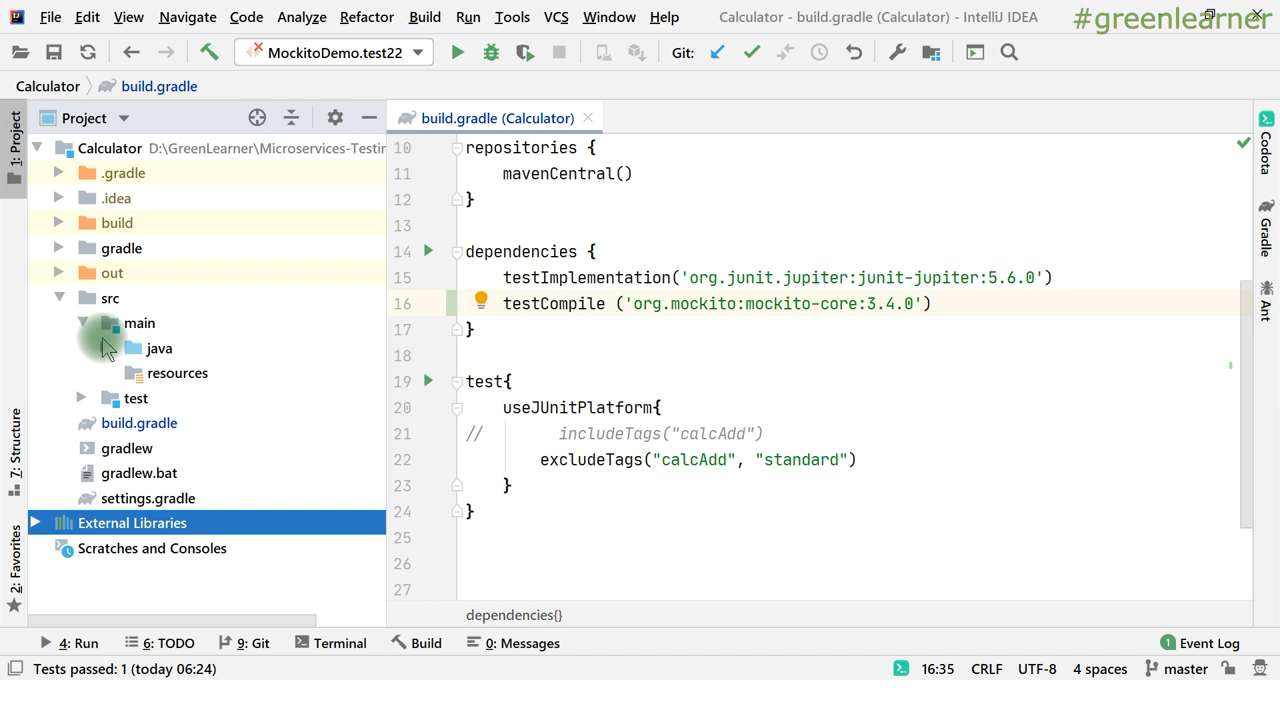 File Edit View Navigate Code Analyze Refactor Build Run Tools VCS Window Help Calculator - build.gradle (Calculator) - IntelliJ IDEA #greenlearner
MockitoDemo.test22 Git:
Calculator build.gradle
1: Project
Project
build.gradle (Calculator)
Calculator D:\GreenLearner\Microservices-Testin
.gradle
.idea
build
gradle
out
src
main
java
resources
test
build.gradle
gradlew
gradlew.bat
settings.gradle
External Libraries
Scratches and Consoles
7: Structure
2: Favorites
10 repositories {
11 mavenCentral()
12 }
13
14 dependencies {
15 testImplementation('org.junit.jupiter:junit-jupiter:5.6.0')
16 testCompile ('org.mockito:mockito-core:3.4.0')
17 }
18
19 test{
20 useJUnitPlatform{
21 // includeTags("calcAdd")
22 excludeTags("calcAdd", "standard")
23 }
24 }
25
26
27
dependencies{}
Codota
Gradle
Ant
4: Run 6: TODO 9: Git Terminal Build 0: Messages 1 Event Log
Tests passed: 1 (today 06:24) 16:35 CRLF UTF-8 4 spaces master